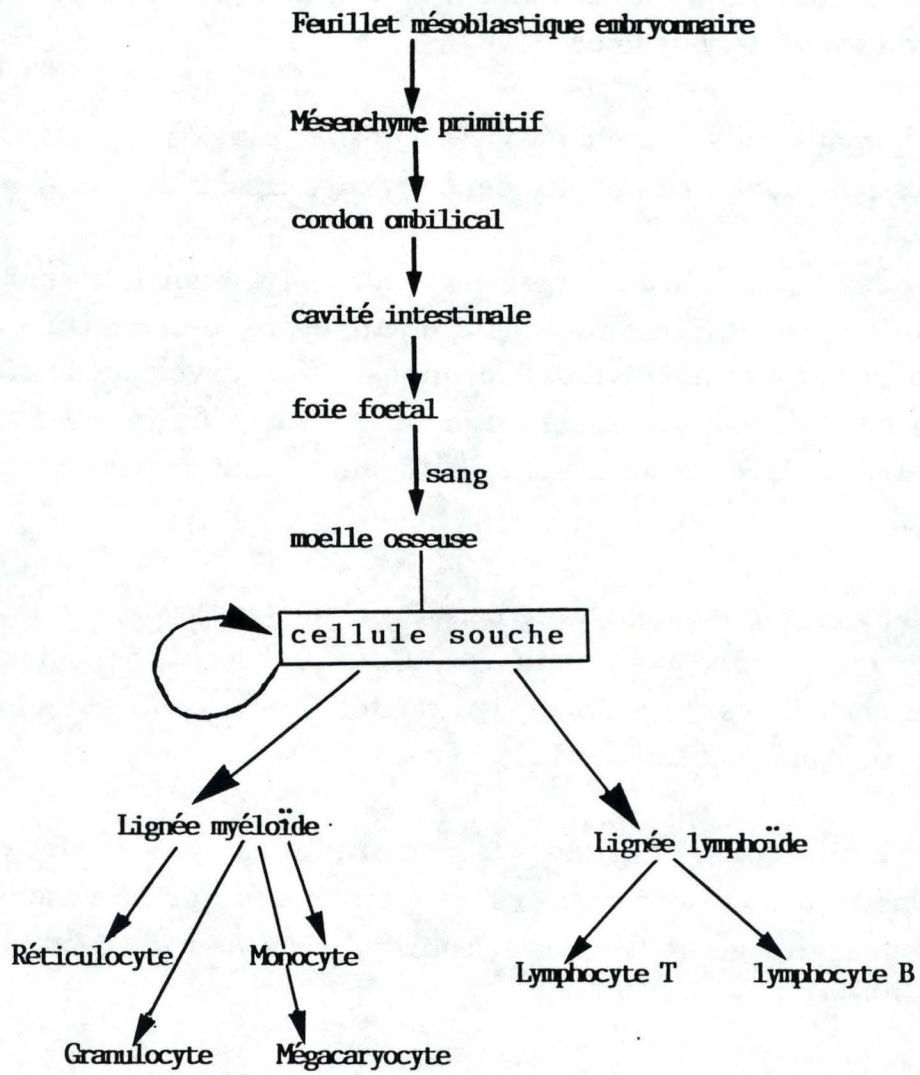 Feuillet mésoblastique embryonnaire
Mésenchyme primitif
cordon ombilical
cavité intestinale
foie foetal
sang
moelle osseuse
cellule souche
Lignée myéloïde
Lignée lymphoïde
Réticulocyte
Monocyte
Lymphocyte T
lymphocyte B
Granulocyte
Mégacaryocyte